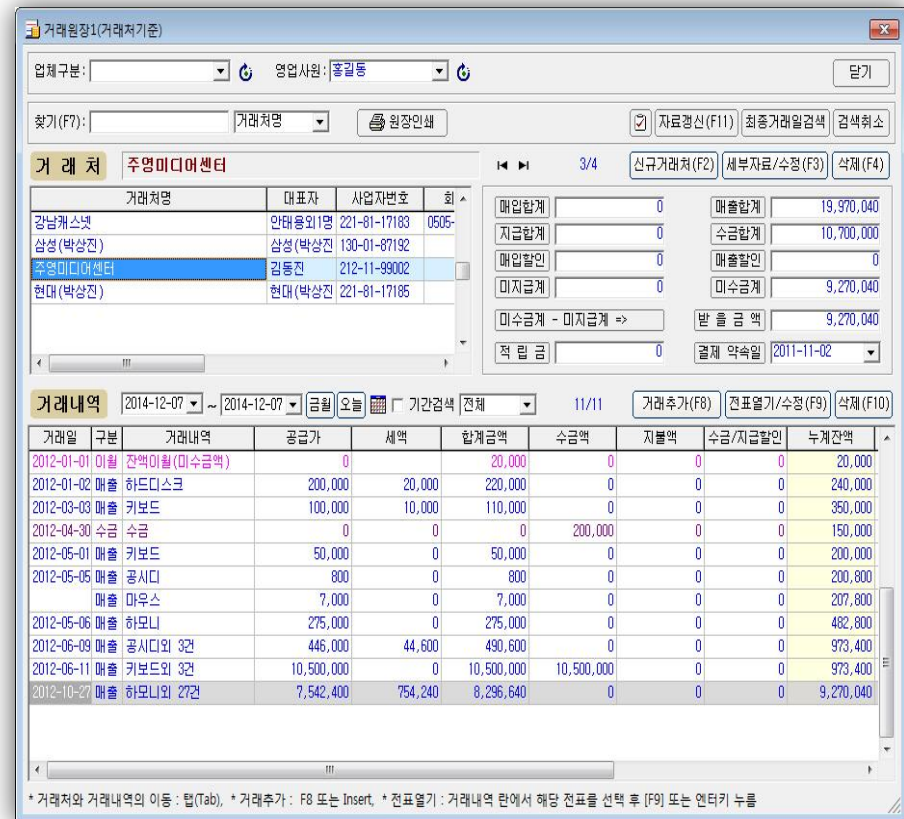 거래원장1(거래처기준)
업체구분: 영업사원: 홍길동 닫기
찾기(F7): 거래처명 원장인쇄 자료갱신(F11) 최종거래일검색 검색취소
거 래 처 주영미디어센터 3/4 신규거래처(F2) 세부자료/수정(F3) 삭제(F4)
거래처명 대표자 사업자번호 회
강남캐스넷 안태용외1명 221-81-17183 0505-
삼성(박상진) 삼성(박상진 130-01-87192
주영미디어센터 김동진 212-11-99002
현대(박상진) 현대(박상진 221-81-17185
매입합계 0 매출합계 19,970,040
지급합계 0 수금합계 10,700,000
매입할인 0 매출할인 0
미지급계 0 미수금계 9,270,040
미수금계 - 미지급계 => 받 을 금 액 9,270,040
적 립 금 0 결제 약속일 2011-11-02
거래내역 2014-12-07 ~ 2014-12-07 금월 오늘 기간검색 전체 11/11 거래추가(F8) 전표열기/수정(F9) 삭제(F10)
거래일 구분 거래내역 공급가 세액 합계금액 수금액 지불액 수금/지급할인 누계잔액
2012-01-01 이월 잔액이월(미수금액) 0 20,000 0 0 0 20,000
2012-01-02 매출 하드디스크 200,000 20,000 220,000 0 0 0 240,000
2012-03-03 매출 키보드 100,000 10,000 110,000 0 0 0 350,000
2012-04-30 수금 수금 0 0 0 200,000 0 0 150,000
2012-05-01 매출 키보드 50,000 0 50,000 0 0 0 200,000
2012-05-05 매출 공시디 800 0 800 0 0 0 200,800
매출 마우스 7,000 0 7,000 0 0 0 207,800
2012-05-06 매출 하모니 275,000 0 275,000 0 0 0 482,800
2012-06-09 매출 공시디외 3건 446,000 44,600 490,600 0 0 0 973,400
2012-06-11 매출 키보드외 3건 10,500,000 0 10,500,000 10,500,000 0 0 973,400
2012-10-27 매출 하모니외 27건 7,542,400 754,240 8,296,640 0 0 0 9,270,040
* 거래처와 거래내역의 이동 : 탭(Tab), * 거래추가 : F8 또는 Insert, * 전표열기 : 거래내역 란에서 해당 전표를 선택 후 [F9] 또는 엔터키 누름